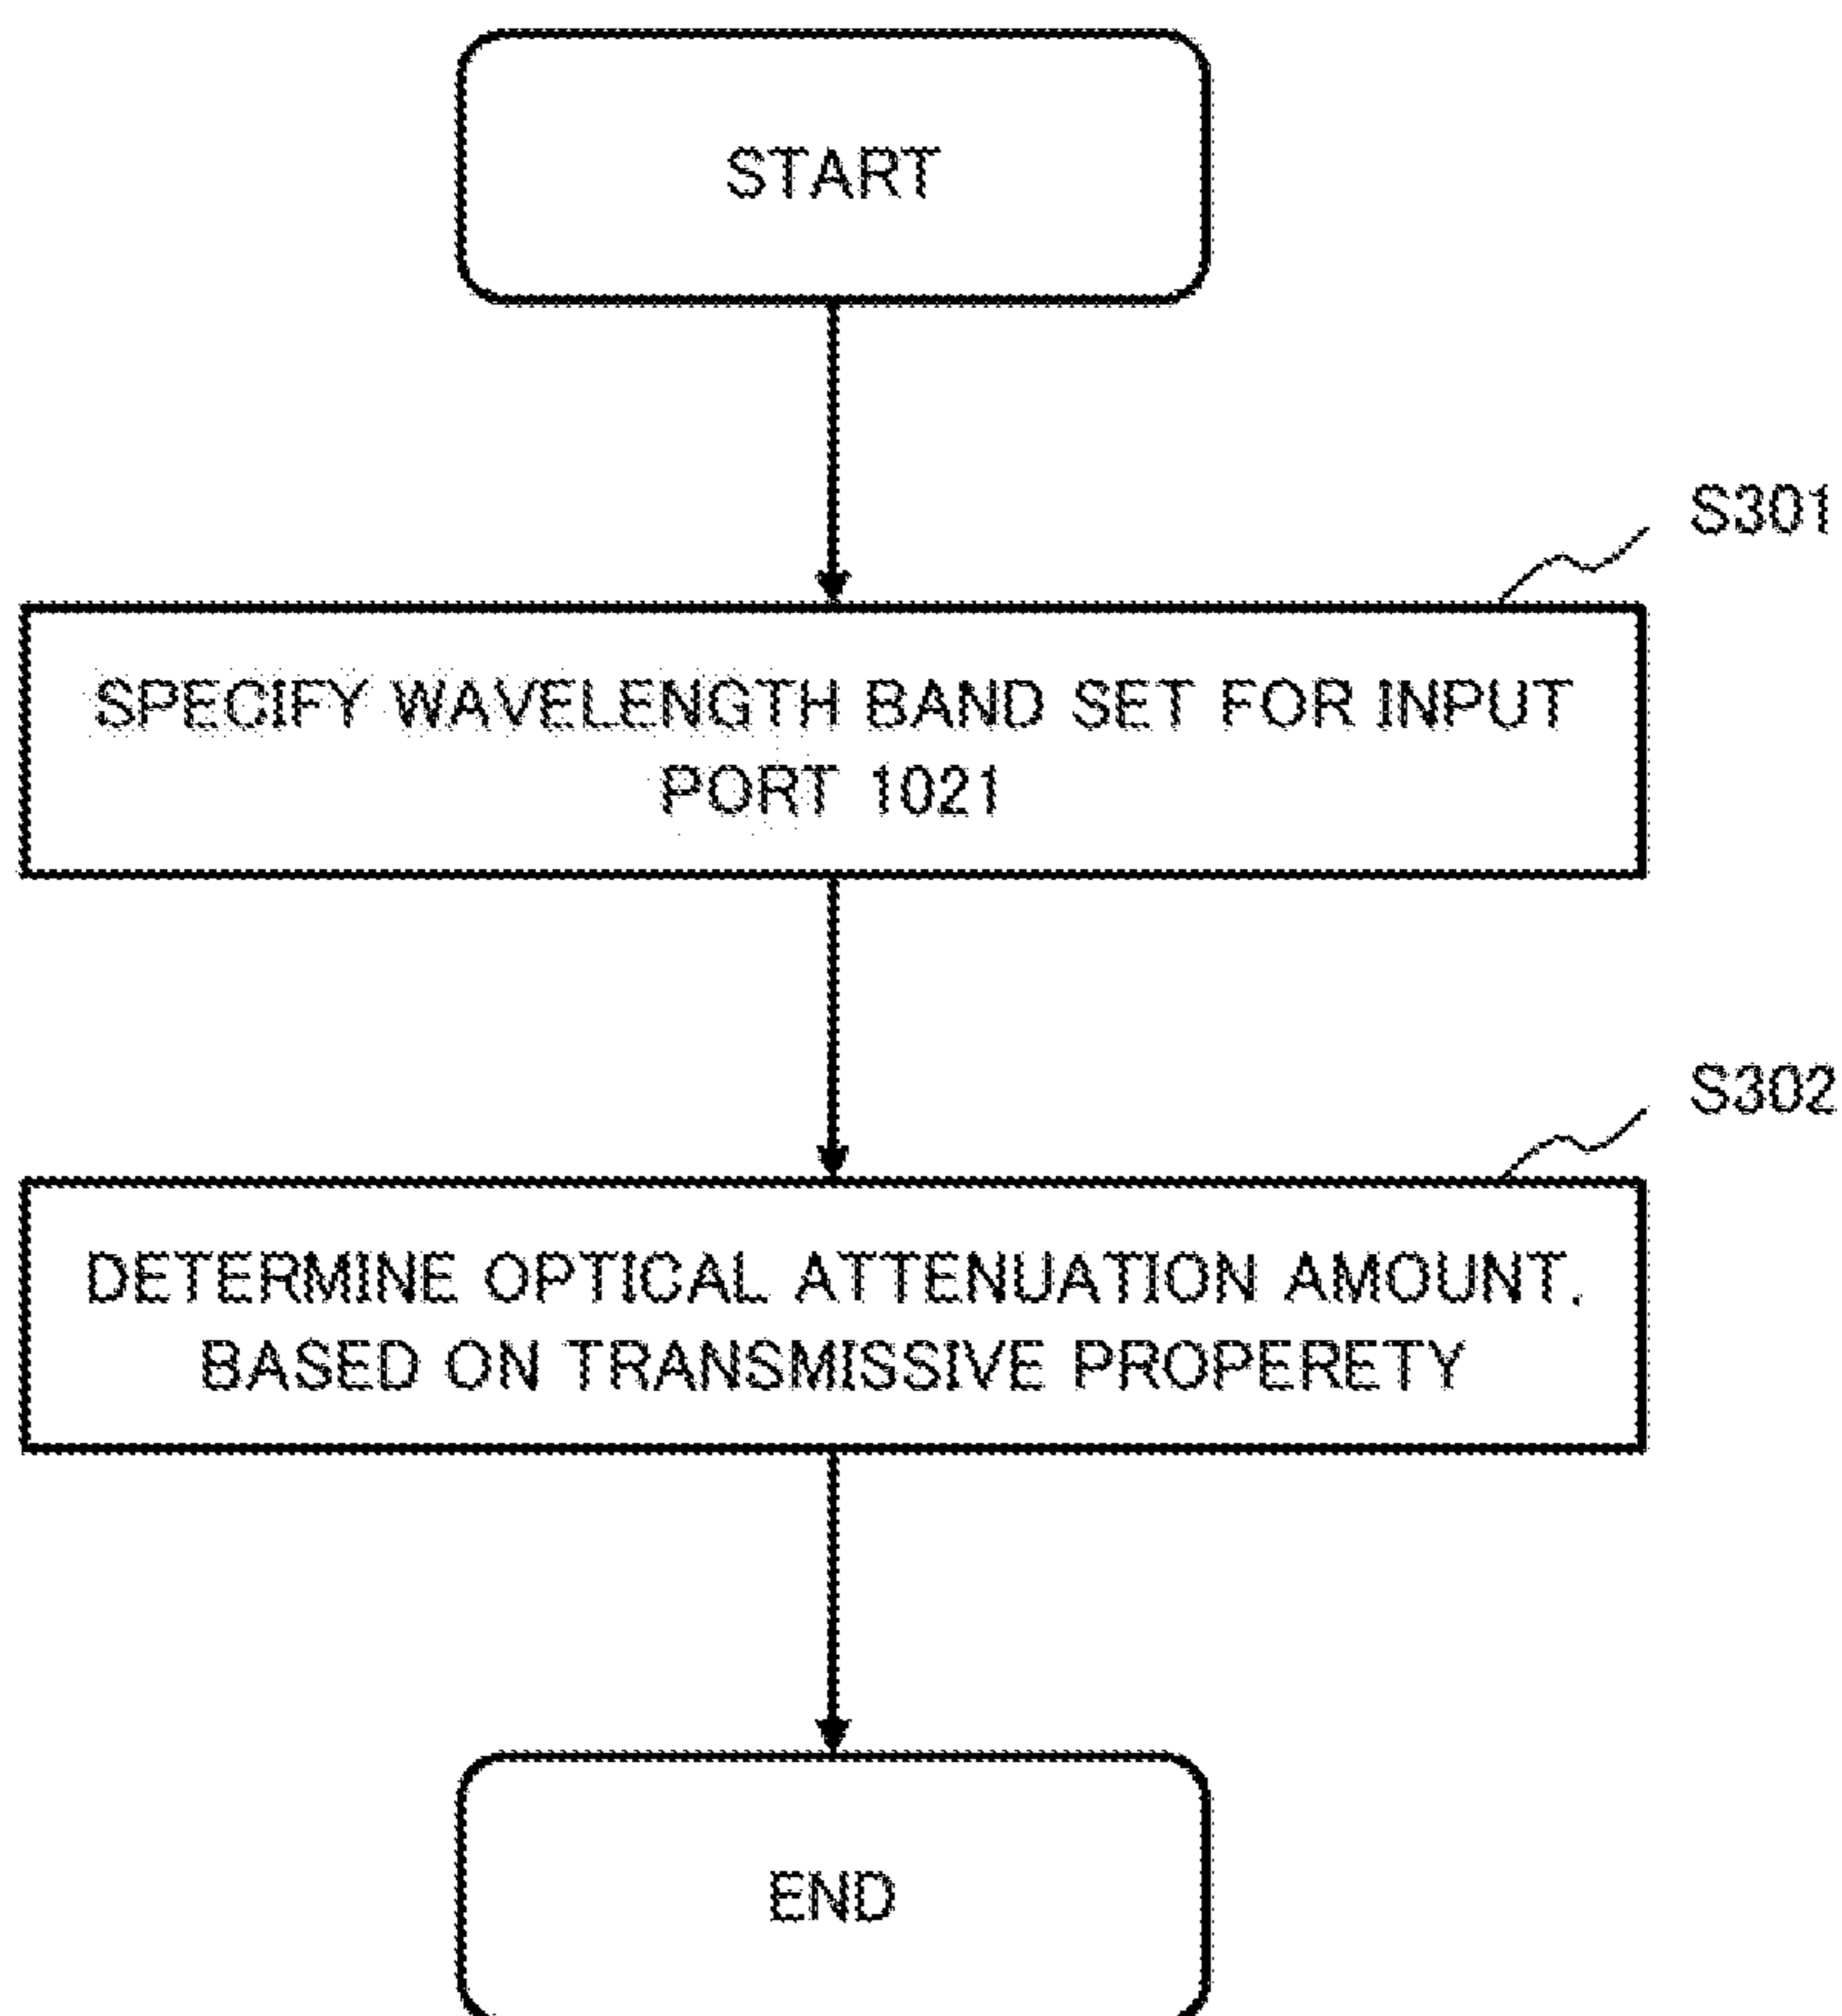 START
S301
SPECIFY WAVELENGTH BAND SET FOR INPUT
PORT 1021
S302
DETERMINE OPTICAL ATTENUATION AMOUNT,
BASED ON TRANSMISSIVE PROPERETY
END